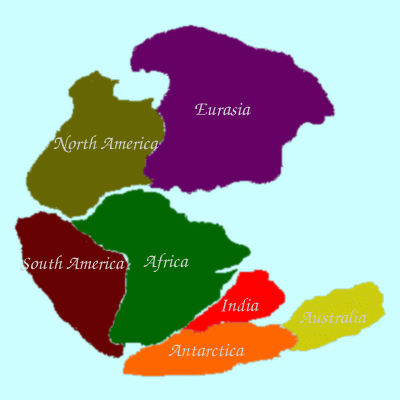 Eurasia
North America
South America
Africa
India
Australia
Antarctica